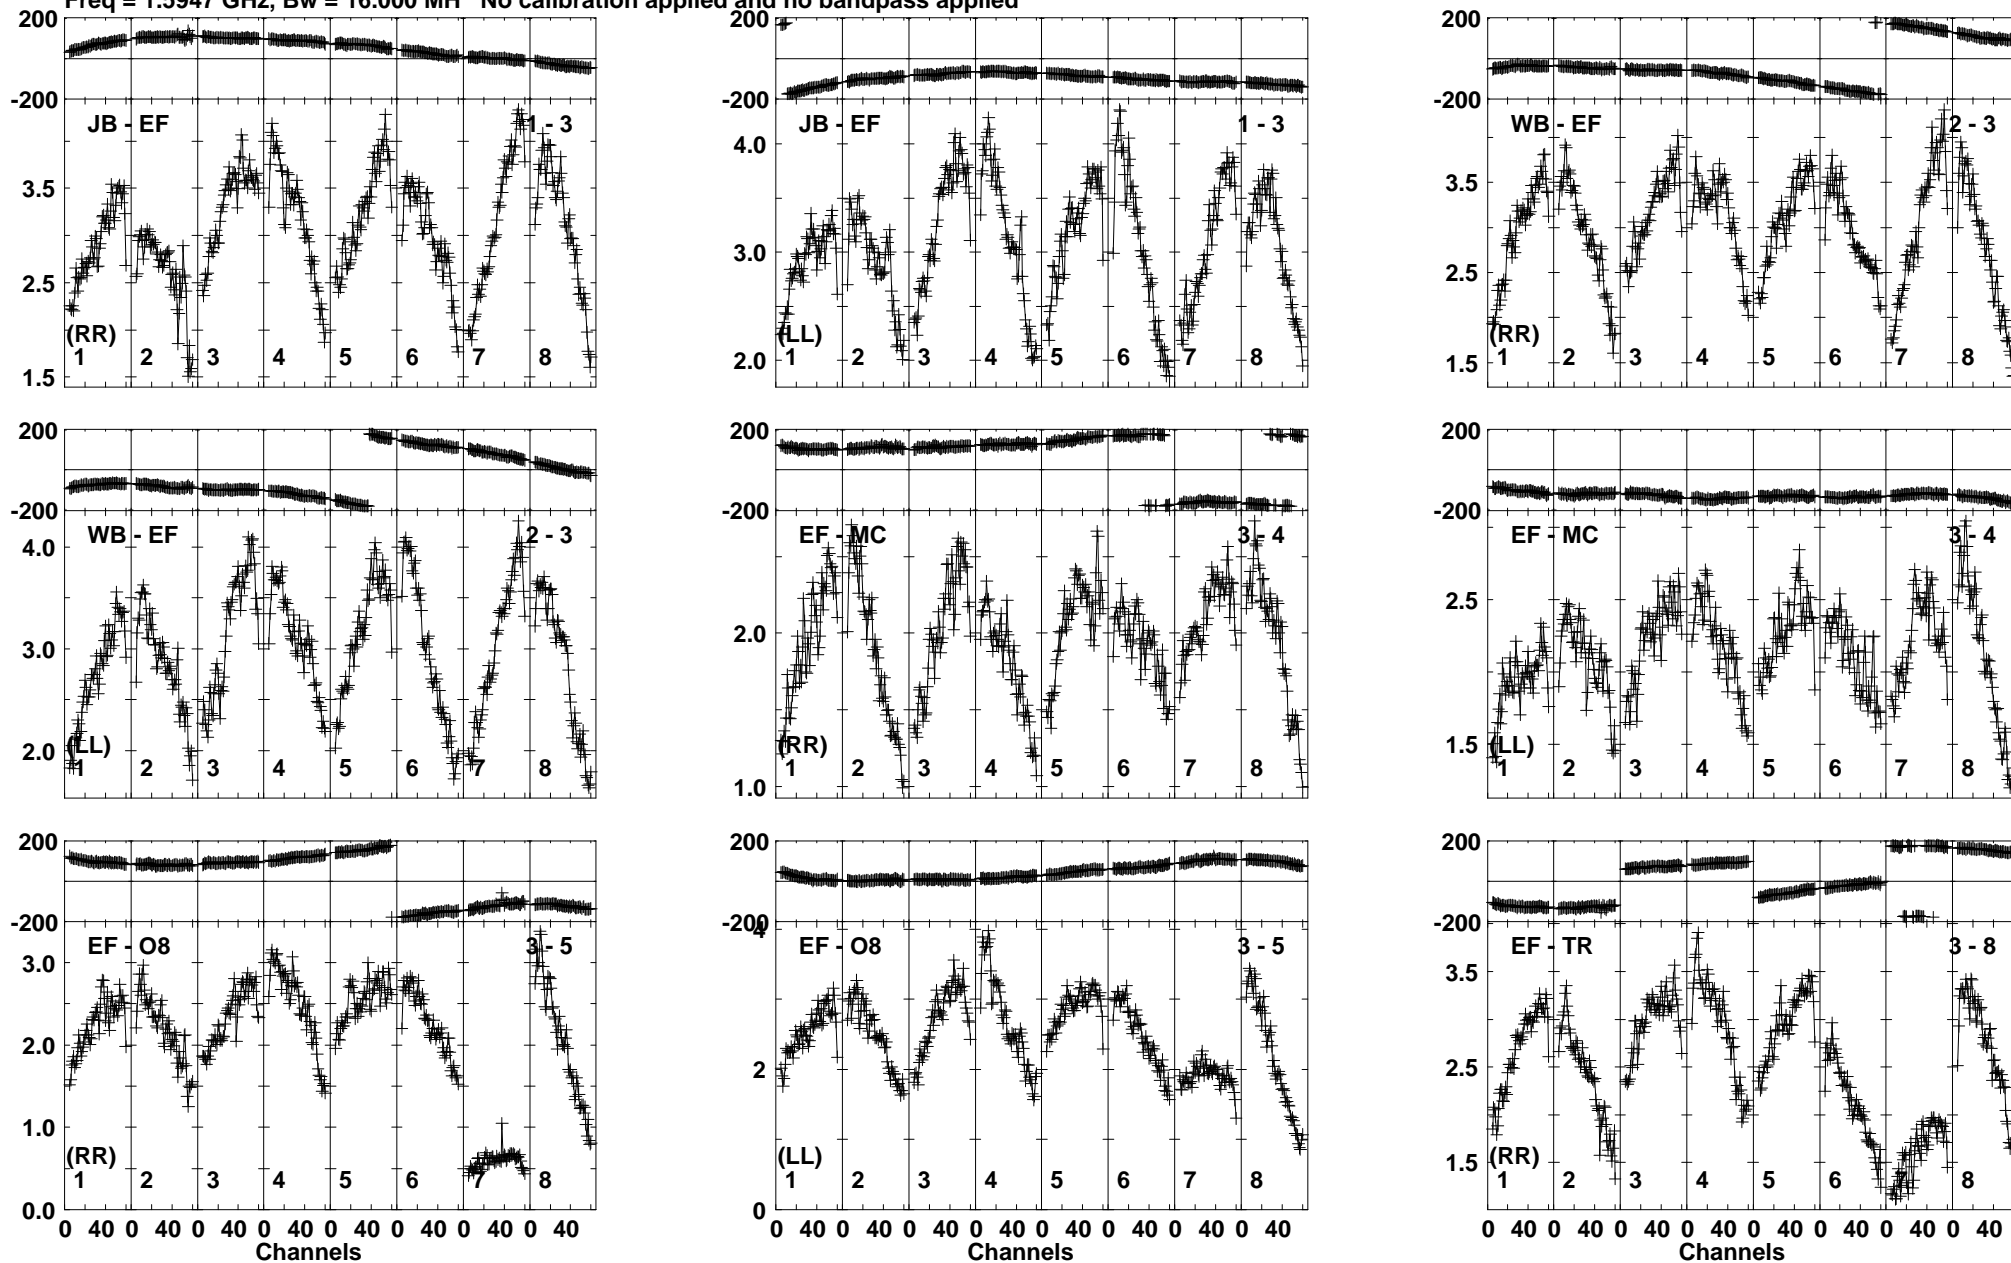 Freq = 1.5947 GHz, Bw = 16.000 MH No calibration applied and no bandpass applied
200
-200
JB - EF 1 - 3
3.5
2.5
1.5
(RR)
1 2 3 4 5 6 7 8
200
-200
JB - EF 1 - 3
4.0
3.0
2.0
(LL)
1 2 3 4 5 6 7 8
200
-200
WB - EF 2 - 3
3.5
2.5
1.5
(RR)
1 2 3 4 5 6 7 8
200
-200
WB - EF 2 - 3
4.0
3.0
2.0
(LL)
1 2 3 4 5 6 7 8
200
-200
EF - MC 3 - 4
2.0
1.0
(RR)
1 2 3 4 5 6 7 8
200
-200
EF - MC 3 - 4
2.5
1.5
(LL)
1 2 3 4 5 6 7 8
200
-200
EF - O8 3 - 5
3.0
2.0
1.0
0.0
(RR)
1 2 3 4 5 6 7 8
0 40 0 40 0 40 0 40 0 40 0 40 0 40 0 40
Channels
200
-200
EF - O8 3 - 5
4
2
0
(LL)
1 2 3 4 5 6 7 8
0 40 0 40 0 40 0 40 0 40 0 40 0 40 0 40
Channels
200
-200
EF - TR 3 - 8
3.5
2.5
1.5
(RR)
1 2 3 4 5 6 7 8
0 40 0 40 0 40 0 40 0 40 0 40 0 40 0 40
Channels